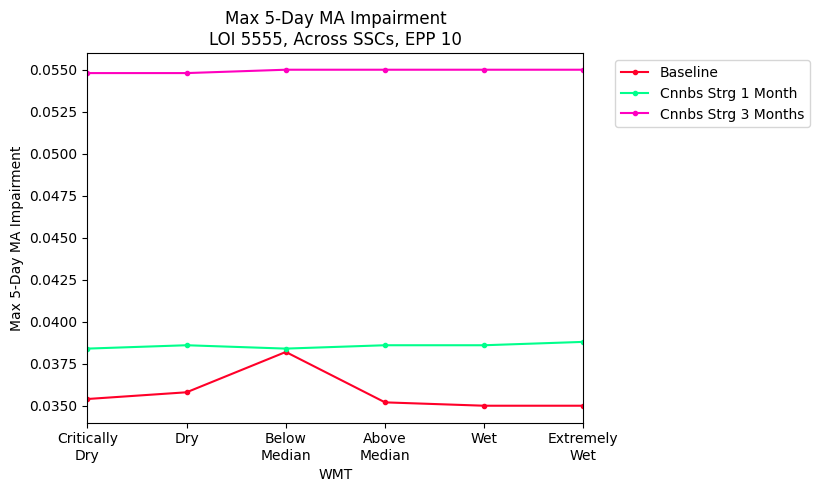 Max 5-Day MA Impairment
LOI 5555, Across SSCs, EPP 10
0.0550
0.0525
0.0500
0.0475
0.0450
0.0425
0.0400
0.0375
0.0350
Max 5-Day MA Impairment
Critically
Dry
Dry
Below
Median
Above
Median
Wet
Extremely
Wet
WMT
Baseline
Cnnbs Strg 1 Month
Cnnbs Strg 3 Months